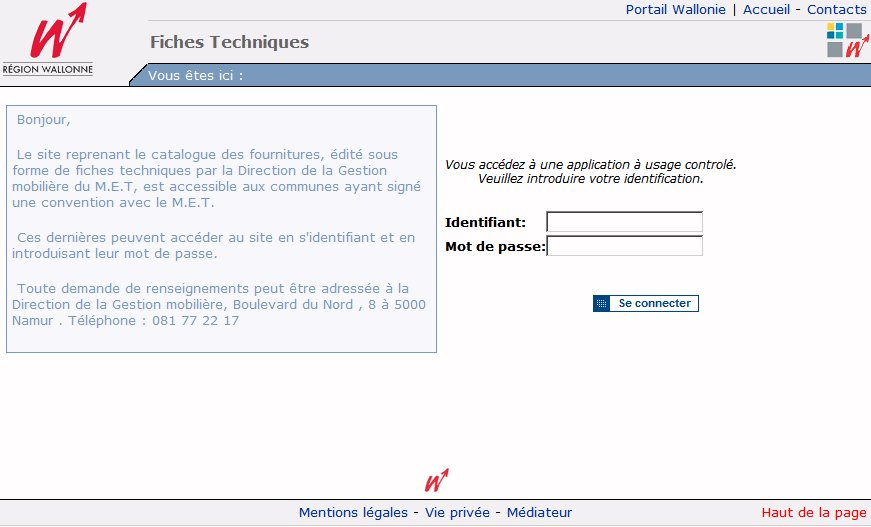 Portail Wallonie | Accueil - Contacts
RÉGION WALLONNE
Fiches Techniques
Vous êtes ici :
Bonjour,
Le site reprenant le catalogue des fournitures, édité sous
forme de fiches techniques par la Direction de la Gestion
mobilière du M.E.T, est accessible aux communes ayant signé
une convention avec le M.E.T.
Ces dernières peuvent accéder au site en s'identifiant et en
introduisant leur mot de passe.
Toute demande de renseignements peut être adressée à la
Direction de la Gestion mobilière, Boulevard du Nord , 8 à 5000
Namur . Téléphone : 081 77 22 17
Vous accédez à une application à usage controlé.
Veuillez introduire votre identification.
Identifiant:
Mot de passe:
Se connecter
Mentions légales - Vie privée - Médiateur
Haut de la page